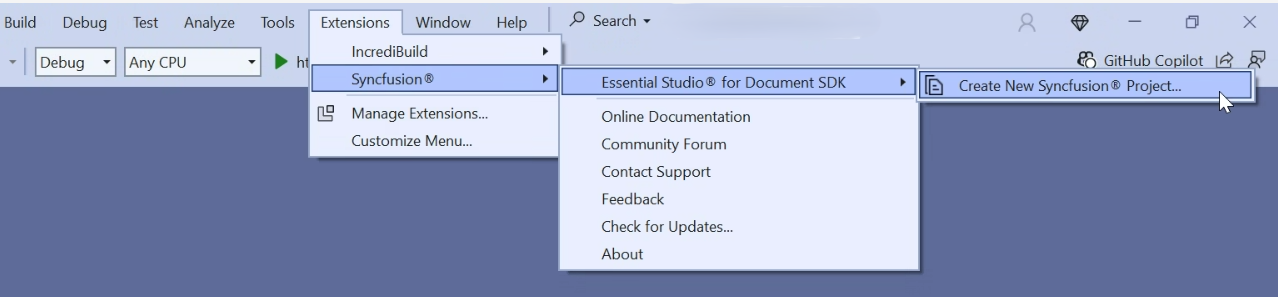 Build Debug Test Analyze Tools Extensions Window Help Search
Debug Any CPU GitHub Copilot
IncrediBuild
Syncfusion®
Manage Extensions...
Customize Menu...
Essential Studio® for Document SDK
Online Documentation
Community Forum
Contact Support
Feedback
Check for Updates...
About
Create New Syncfusion® Project...